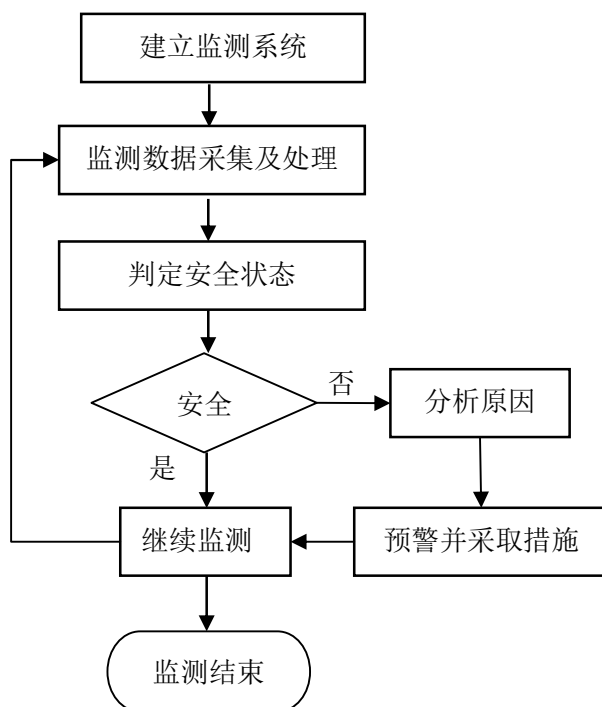 建立监测系统
监测数据采集及处理
判定安全状态
安全
否
分析原因
是
继续监测
预警并采取措施
监测结束